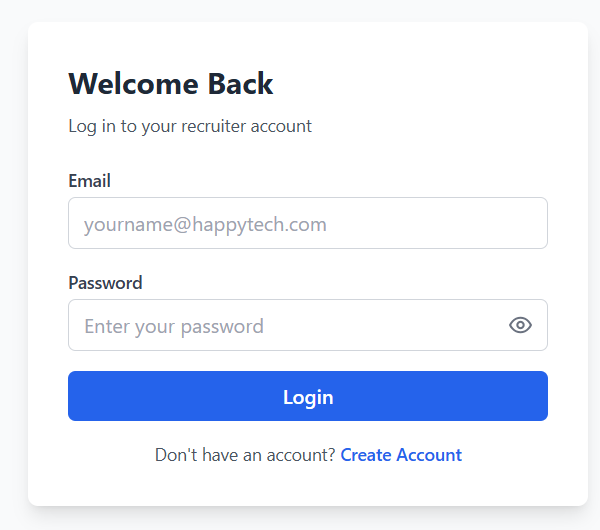 Welcome Back
Log in to your recruiter account
Email
yourname@happytech.com
Password
Enter your password
Login
Don't have an account? Create Account